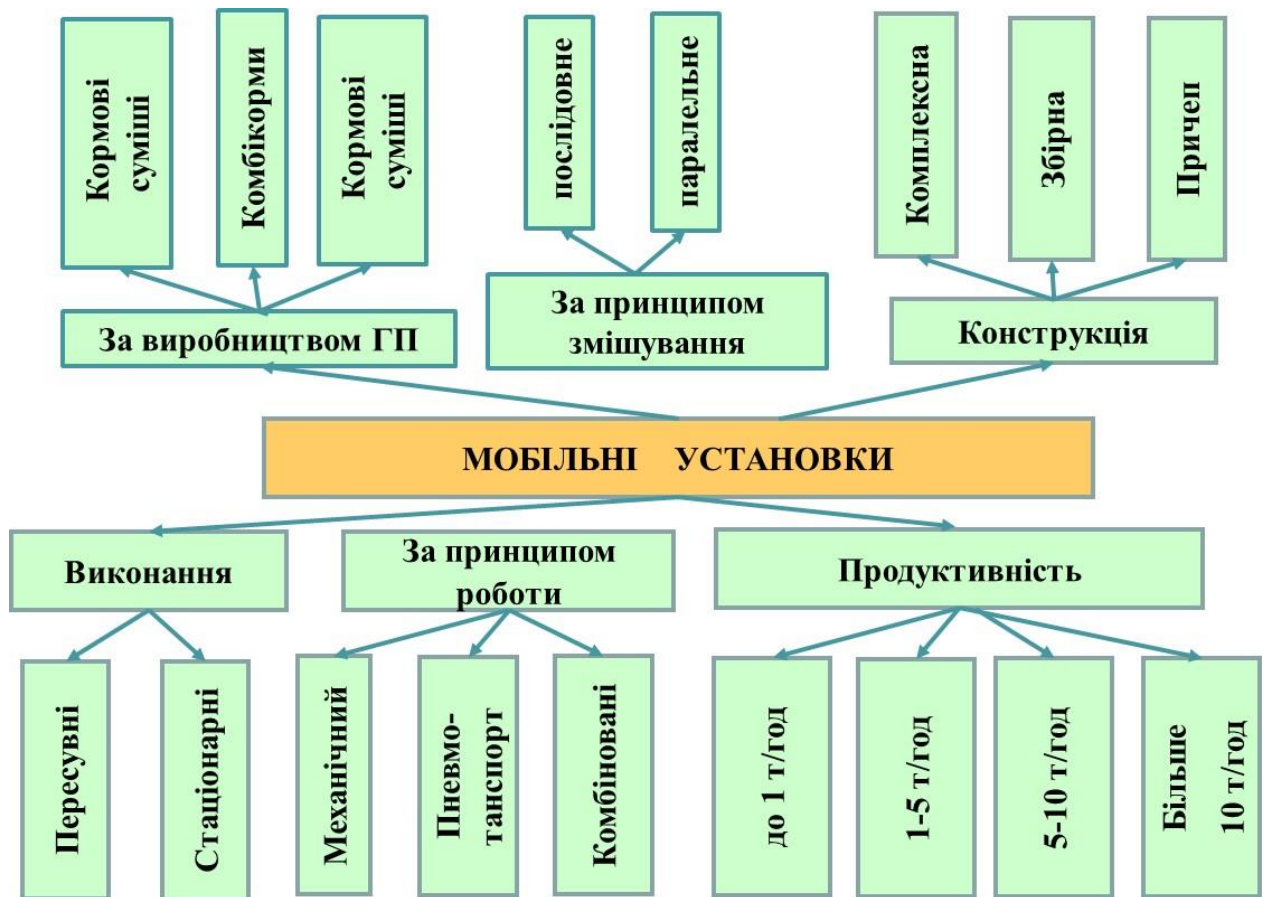 Кормові
суміші
Комбікорми
Кормові
суміші
послідовне
паралельне
Комплексна
Збірна
Причеп
За виробництвом ГП
За принципом
змішування
Конструкція
МОБІЛЬНІ УСТАНОВКИ
Виконання
За принципом
роботи
Продуктивність
Пересувні
Стаціонарні
Механічний
Пневмо-
танспорт
Комбіновані
до 1 т/год
1-5 т/год
5-10 т/год
Більше
10 т/год